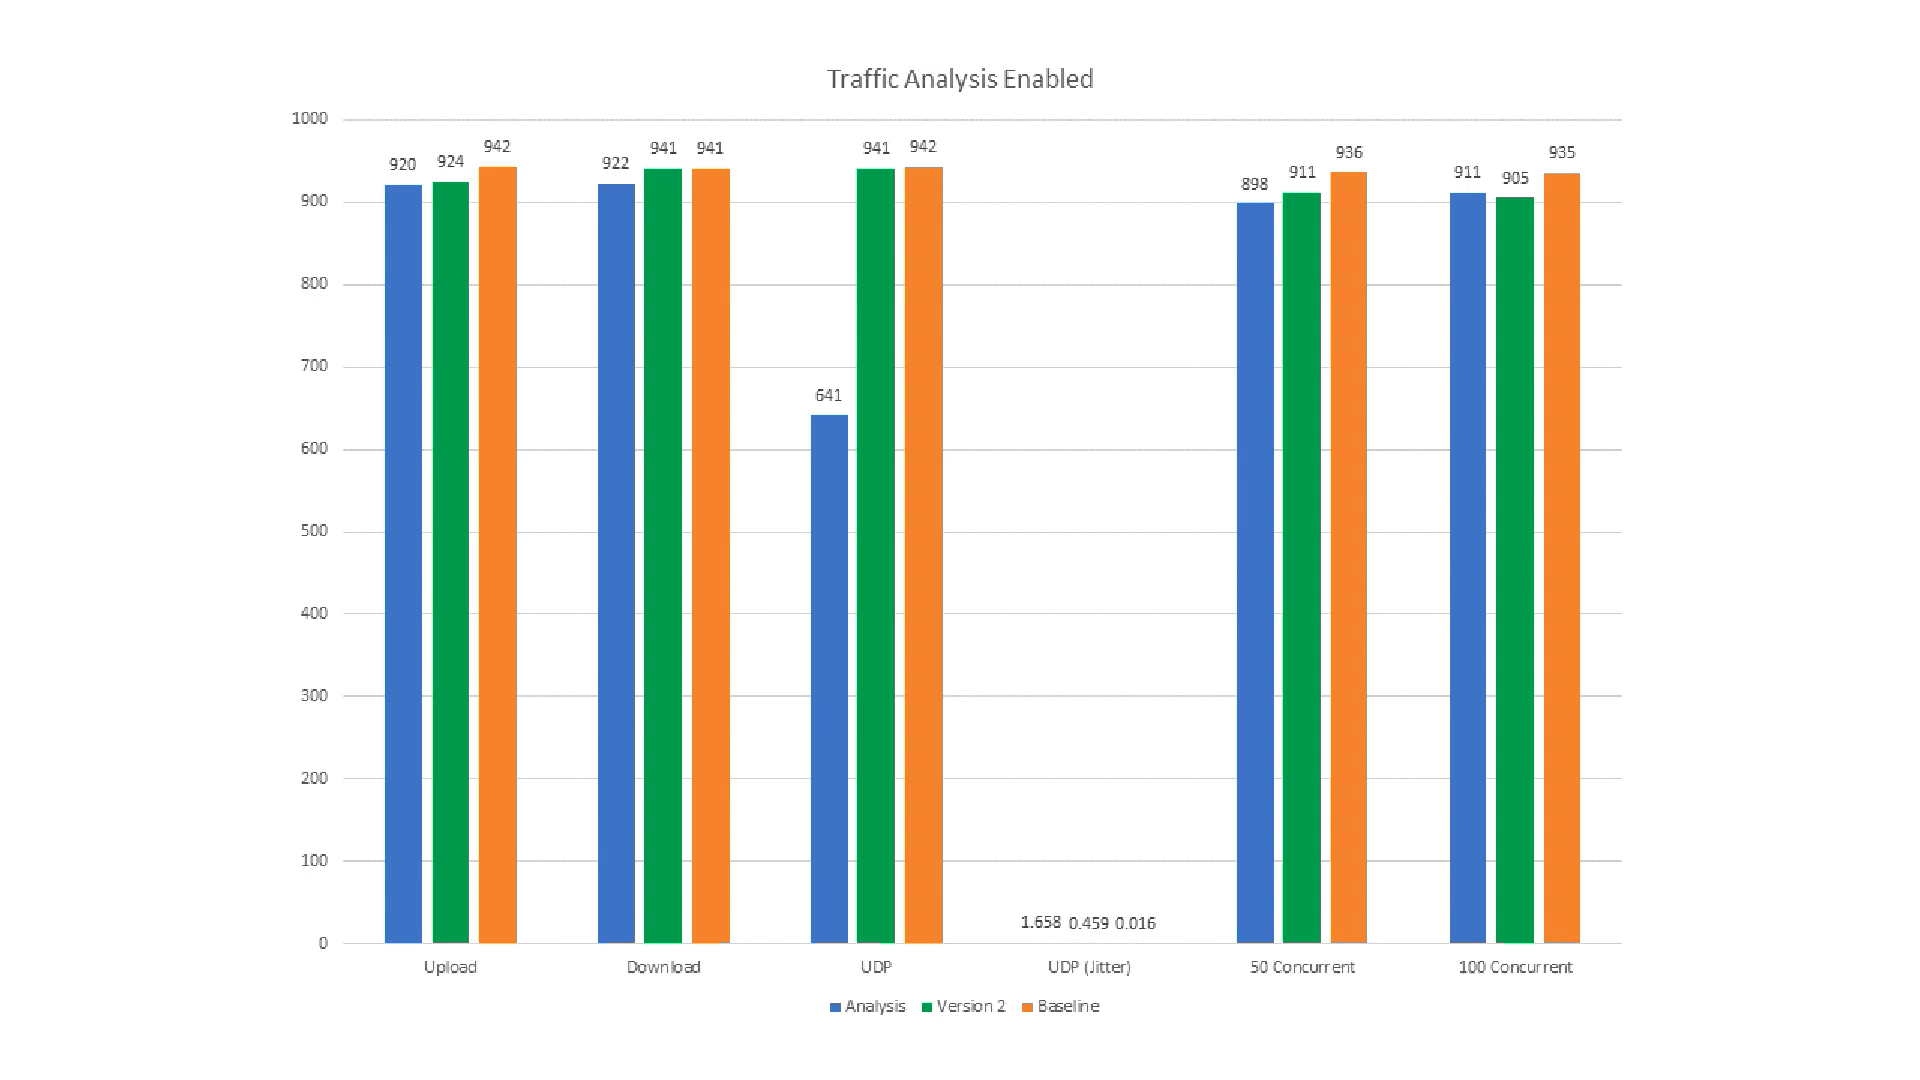 Traffic Analysis Enabled
1000
900
800
700
600
500
400
300
200
100
0
920 924 942
922 941 941
641 941 942
1.658 0.459 0.016
898 911 936
911 905 935
Upload Download UDP UDP (Jitter) 50 Concurrent 100 Concurrent
Analysis Version 2 Baseline